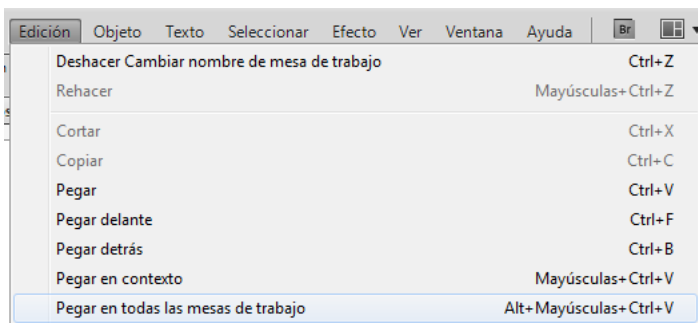 Edición Objeto Texto Seleccionar Efecto Ver Ventana Ayuda Br
Deshacer Cambiar nombre de mesa de trabajo Ctrl+Z
Rehacer Mayúsculas+Ctrl+Z
Cortar Ctrl+X
Copiar Ctrl+C
Pegar Ctrl+V
Pegar delante Ctrl+F
Pegar detrás Ctrl+B
Pegar en contexto Mayúsculas+Ctrl+V
Pegar en todas las mesas de trabajo Alt+Mayúsculas+Ctrl+V